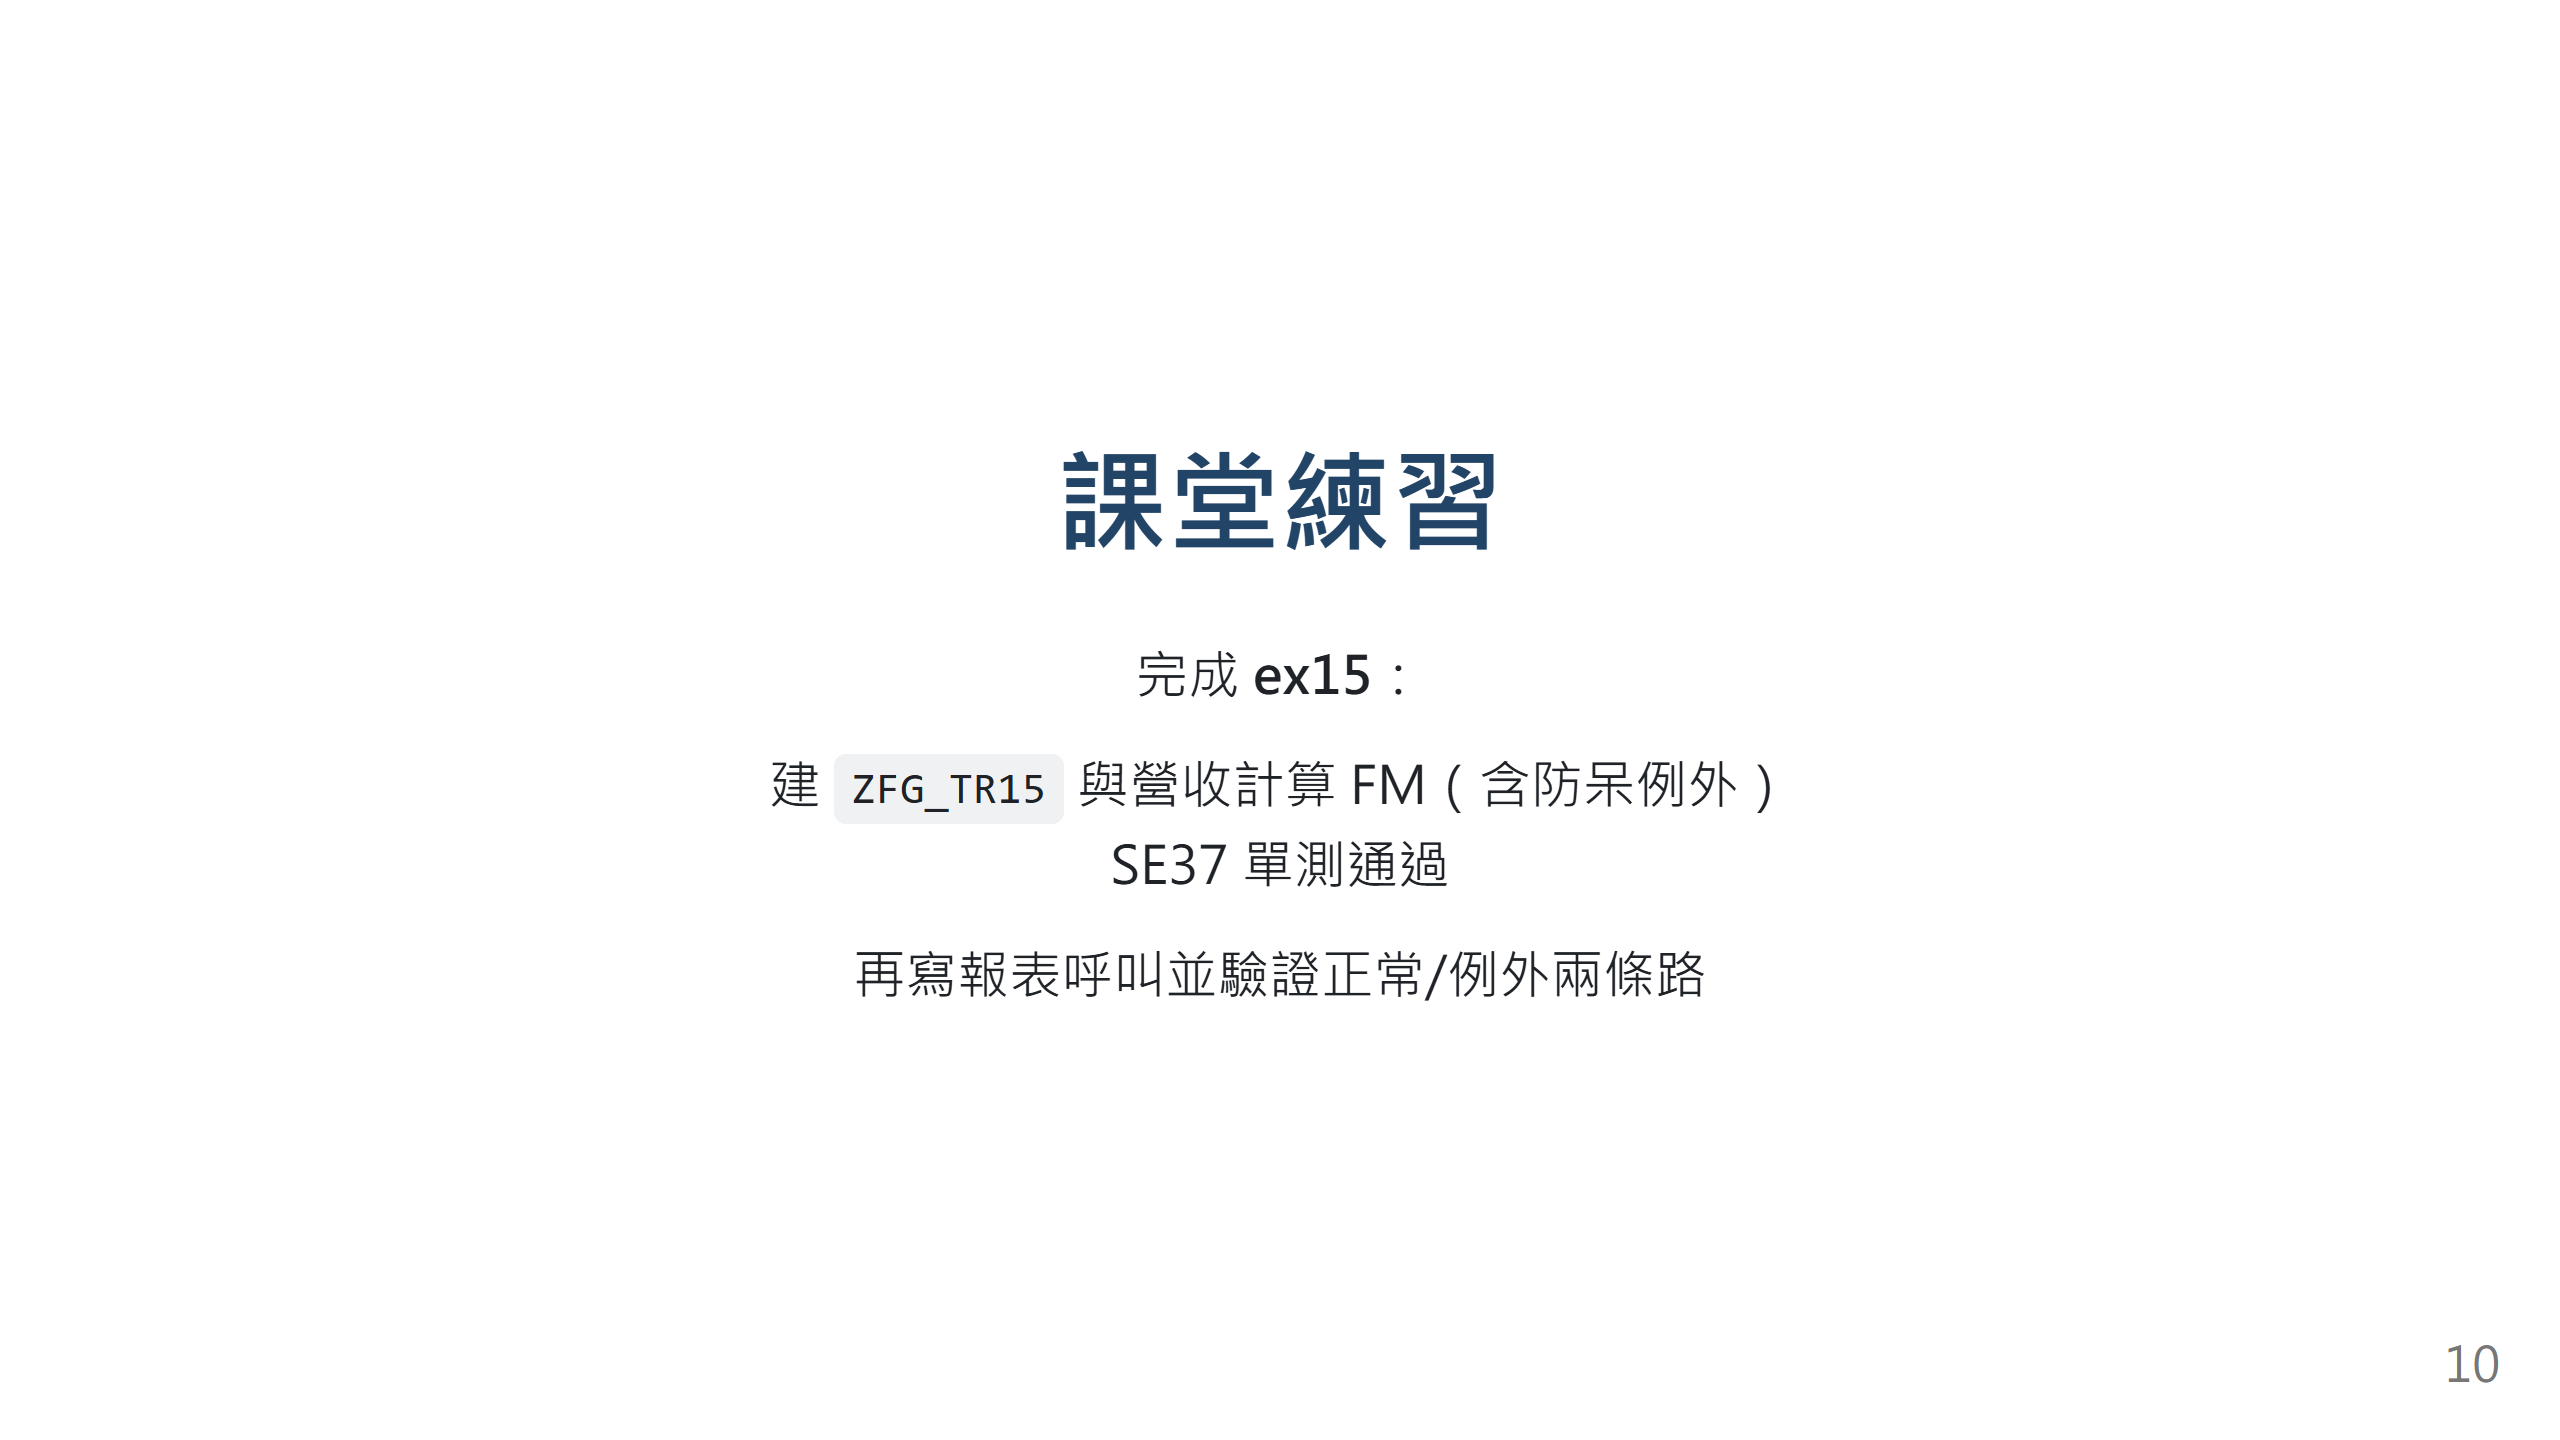 課堂練習
完成 ex15：
建 ZFG_TR15 與營收計算 FM（含防呆例外）
SE37 單測通過
再寫報表呼叫並驗證正常/例外兩條路
10